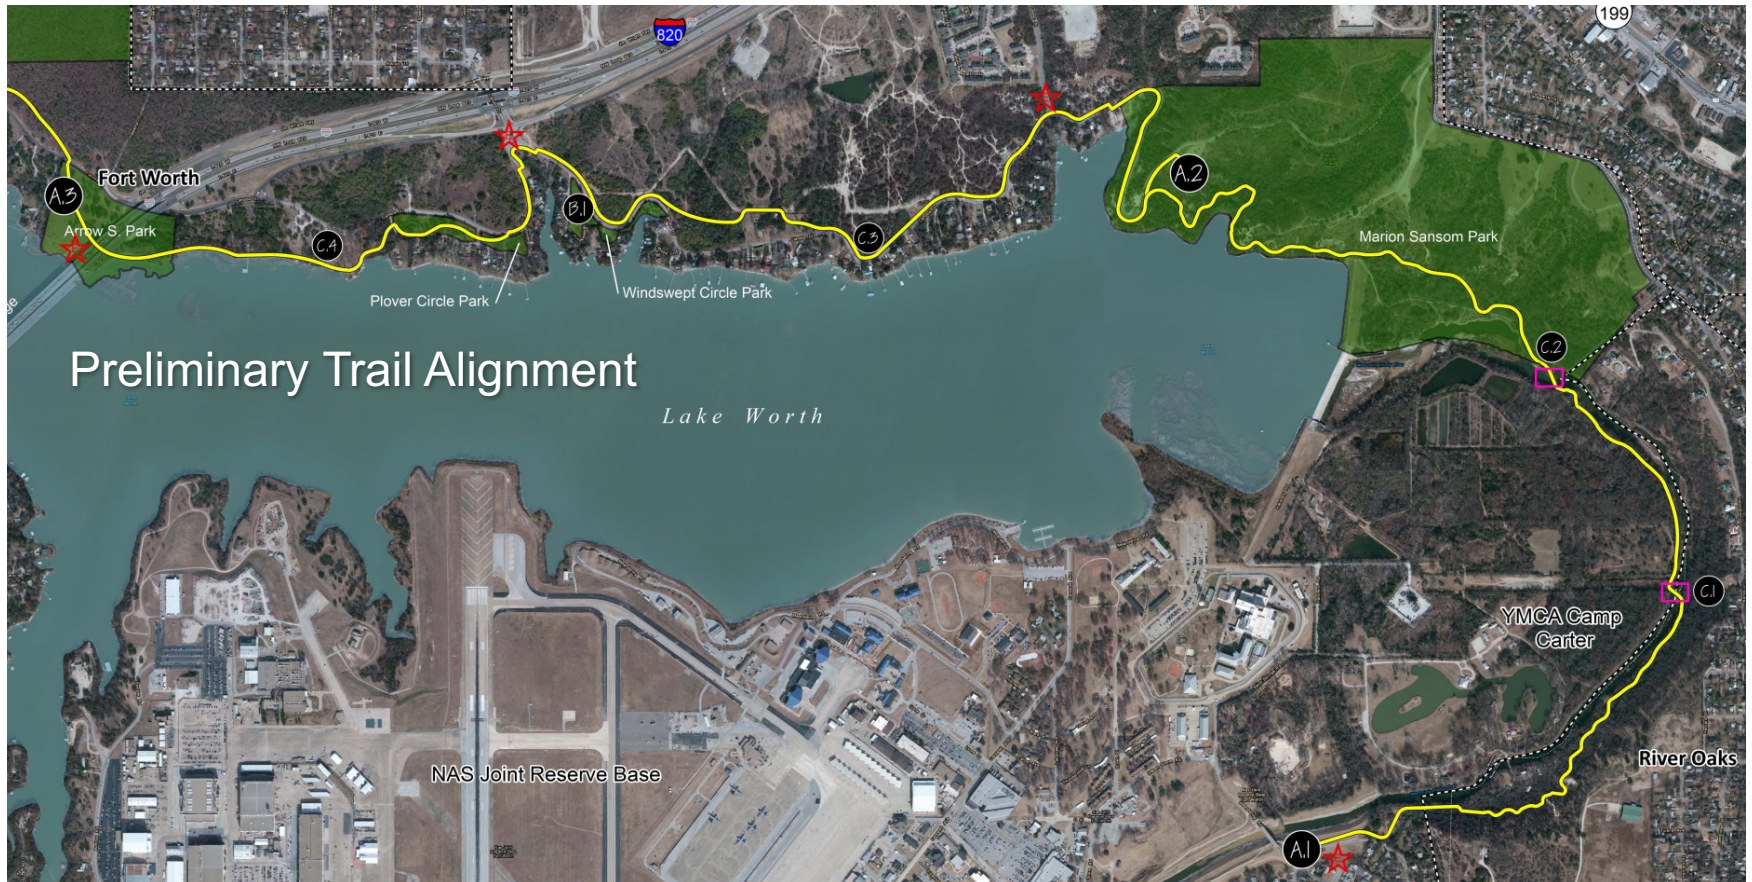 199
820
A.3
Fort Worth
A.2
B.1
Arrow S. Park
C.4
C.3
Marion Sansom Park
Plover Circle Park
Windswept Circle Park
ge
C.2
Preliminary Trail Alignment
Lake Worth
C.1
YMCA Camp
Carter
River Oaks
NAS Joint Reserve Base
A.1